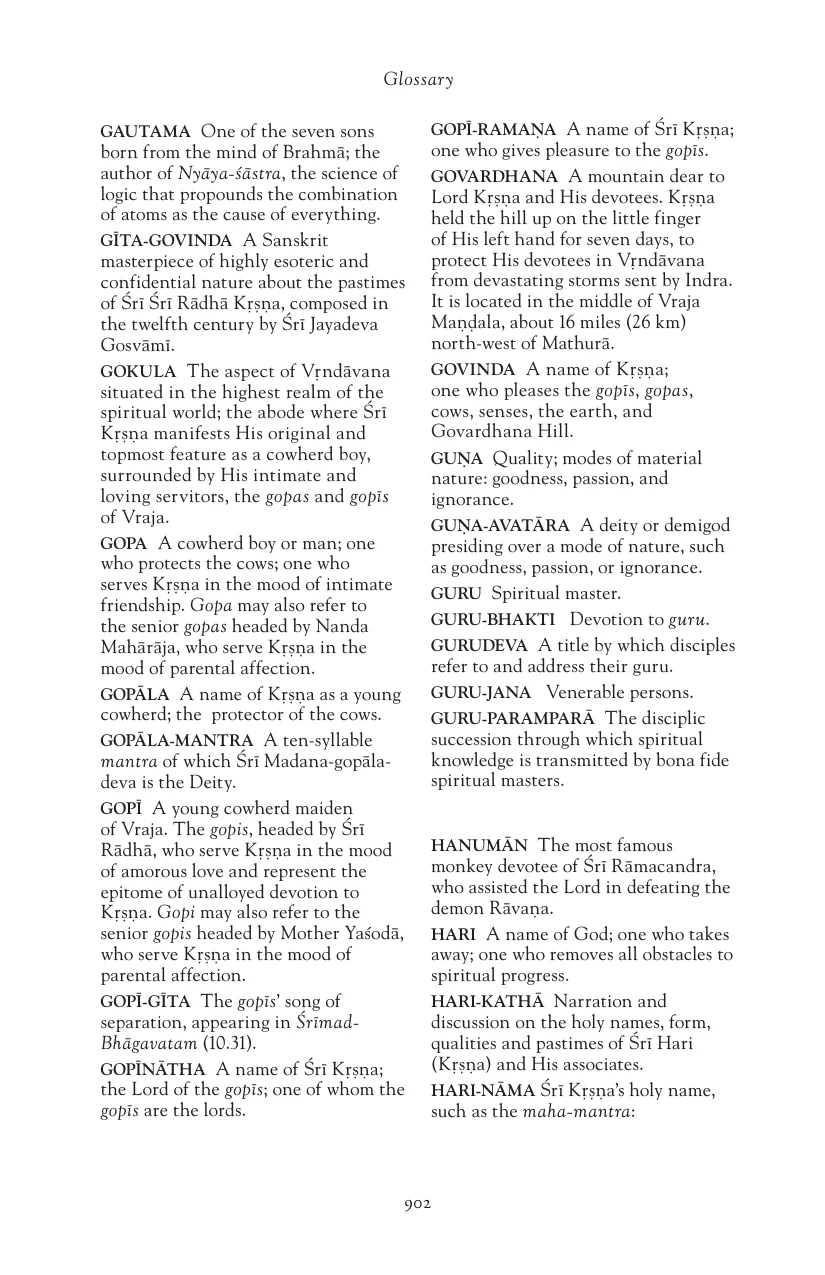 Glossary
GAUTAMA One of the seven sons
born from the mind of Brahmā; the
author of Nyāya-śāstra, the science of
logic that propounds the combination
of atoms as the cause of everything.
GĪTA-GOVINDA A Sanskrit
masterpiece of highly esoteric and
confidential nature about the pastimes
of Śrī Śrī Rādhā Kṛṣṇa, composed in
the twelfth century by Śrī Jayadeva
Gosvāmī.
GOKULA The aspect of Vṛndāvana
situated in the highest realm of the
spiritual world; the abode where Śrī
Kṛṣṇa manifests His original and
topmost feature as a cowherd boy,
surrounded by His intimate and
loving servitors, the gopas and gopīs
of Vraja.
GOPA A cowherd boy or man; one
who protects the cows; one who
serves Kṛṣṇa in the mood of intimate
friendship. Gopa may also refer to
the senior gopas headed by Nanda
Mahārāja, who serve Kṛṣṇa in the
mood of parental affection.
GOPĀLA A name of Kṛṣṇa as a young
cowherd; the protector of the cows.
GOPĀLA-MANTRA A ten-syllable
mantra of which Śrī Madana-gopāla-
deva is the Deity.
GOPĪ A young cowherd maiden
of Vraja. The gopis, headed by Śrī
Rādhā, who serve Kṛṣṇa in the mood
of amorous love and represent the
epitome of unalloyed devotion to
Kṛṣṇa. Gopi may also refer to the
senior gopis headed by Mother Yaśodā,
who serve Kṛṣṇa in the mood of
parental affection.
GOPĪ-GĪTA The gopīs’ song of
separation, appearing in Śrīmad-
Bhāgavatam (10.31).
GOPĪNĀTHA A name of Śrī Kṛṣṇa;
the Lord of the gopīs; one of whom the
gopīs are the lords.
GOPĪ-RAMAṆA A name of Śrī Kṛṣṇa;
one who gives pleasure to the gopīs.
GOVARDHANA A mountain dear to
Lord Kṛṣṇa and His devotees. Kṛṣṇa
held the hill up on the little finger
of His left hand for seven days, to
protect His devotees in Vṛndāvana
from devastating storms sent by Indra.
It is located in the middle of Vraja
Maṇḍala, about 16 miles (26 km)
north-west of Mathurā.
GOVINDA A name of Kṛṣṇa;
one who pleases the gopīs, gopas,
cows, senses, the earth, and
Govardhana Hill.
GUṆA Quality; modes of material
nature: goodness, passion, and
ignorance.
GUṆA-AVATĀRA A deity or demigod
presiding over a mode of nature, such
as goodness, passion, or ignorance.
GURU Spiritual master.
GURU-BHAKTI Devotion to guru.
GURUDEVA A title by which disciples
refer to and address their guru.
GURU-JANA Venerable persons.
GURU-PARAMPARĀ The disciplic
succession through which spiritual
knowledge is transmitted by bona fide
spiritual masters.
HANUMĀN The most famous
monkey devotee of Śrī Rāmacandra,
who assisted the Lord in defeating the
demon Rāvaṇa.
HARI A name of God; one who takes
away; one who removes all obstacles to
spiritual progress.
HARI-KATHĀ Narration and
discussion on the holy names, form,
qualities and pastimes of Śrī Hari
(Kṛṣṇa) and His associates.
HARI-NĀMA Śrī Kṛṣṇa’s holy name,
such as the maha-mantra:
902